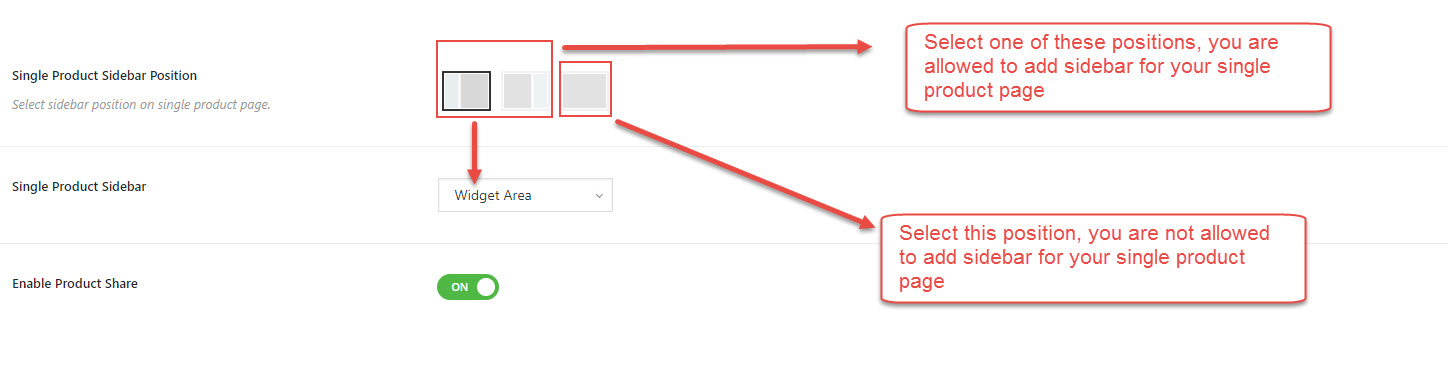 Select one of these positions, you are
allowed to add sidebar for your single
product page
Single Product Sidebar Position
Select sidebar position on single product page.
Single Product Sidebar
Widget Area
Select this position, you are not allowed
to add sidebar for your single product
page
Enable Product Share
ON